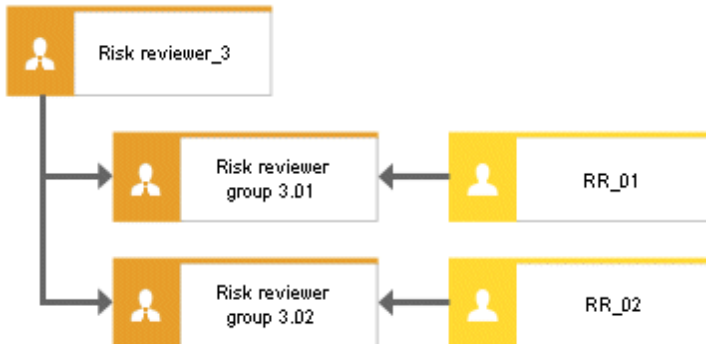 Risk reviewer_3
Risk reviewer
group 3.01
RR_01
Risk reviewer
group 3.02
RR_02